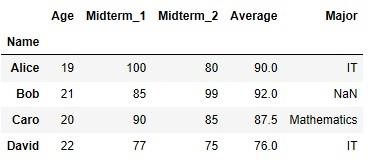 Age Midterm_1 Midterm_2 Average Major
Name
Alice 19 100 80 90.0 IT
Bob 21 85 99 92.0 NaN
Caro 20 90 85 87.5 Mathematics
David 22 77 75 76.0 IT